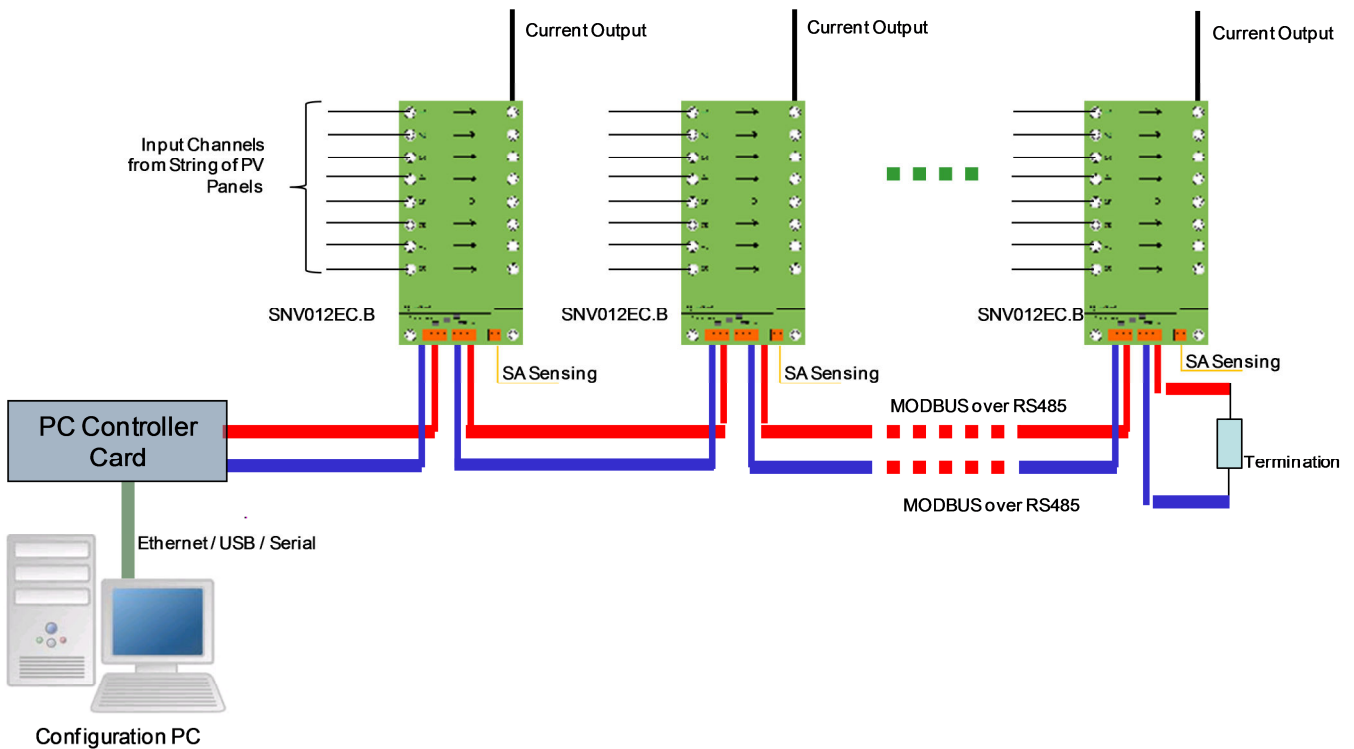 Current Output
Current Output
Current Output
Input Channels
from String of PV
Panels
SNV012EC.B
SNV012EC.B
SNV012EC.B
SA Sensing
SA Sensing
SA Sensing
PC Controller
Card
MODBUS over RS485
Termination
MODBUS over RS485
Ethernet / USB / Serial
Configuration PC